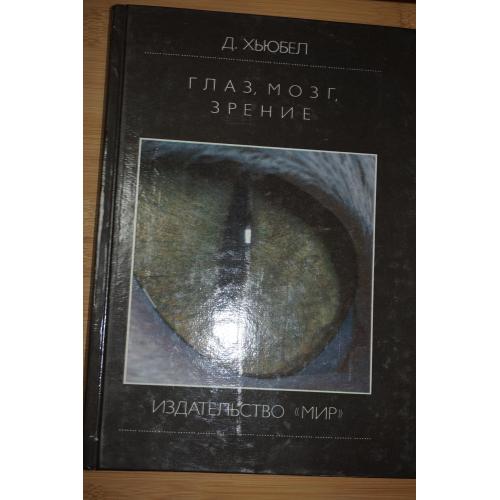 Д. ХЬЮБЕЛ
ГЛАЗ, МОЗГ,
ЗРЕНИЕ
ИЗДАТЕЛЬСТВО «МИР»